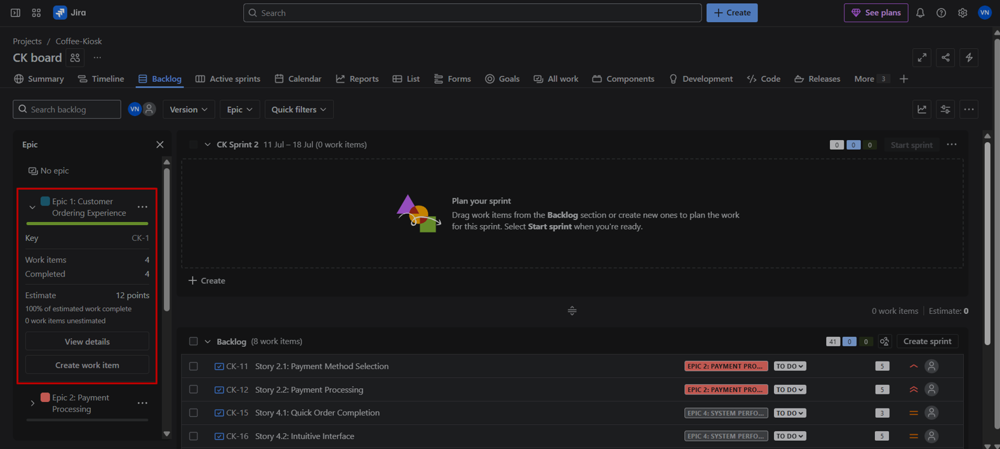 Jira
Search
Create
See plans
VN
Projects / Coffee-Kiosk
CK board
Summary Timeline Backlog Active sprints Calendar Reports List Forms Goals All work Components Development Code Releases More 3
Search backlog VN Version Epic Quick filters
Epic
No epic
Epic 1: Customer
Ordering Experience
Key CK-1
Work items 4
Completed 4
Estimate 12 points
100% of estimated work complete
0 work items unestimated
View details
Create work item
Epic 2: Payment
Processing
CK Sprint 2 11 Jul – 18 Jul (0 work items) 0 0 0 Start sprint
Plan your sprint
Drag work items from the Backlog section or create new ones to plan the work
for this sprint. Select Start sprint when you're ready.
Create
0 work items Estimate: 0
Backlog (8 work items) 41 0 0 Create sprint
CK-11 Story 2.1: Payment Method Selection EPIC 2: PAYMENT PRO... TO DO 5
CK-12 Story 2.2: Payment Processing EPIC 2: PAYMENT PRO... TO DO 5
CK-15 Story 4.1: Quick Order Completion EPIC 4: SYSTEM PERFO... TO DO 3
CK-16 Story 4.2: Intuitive Interface EPIC 4: SYSTEM PERFO... TO DO 5